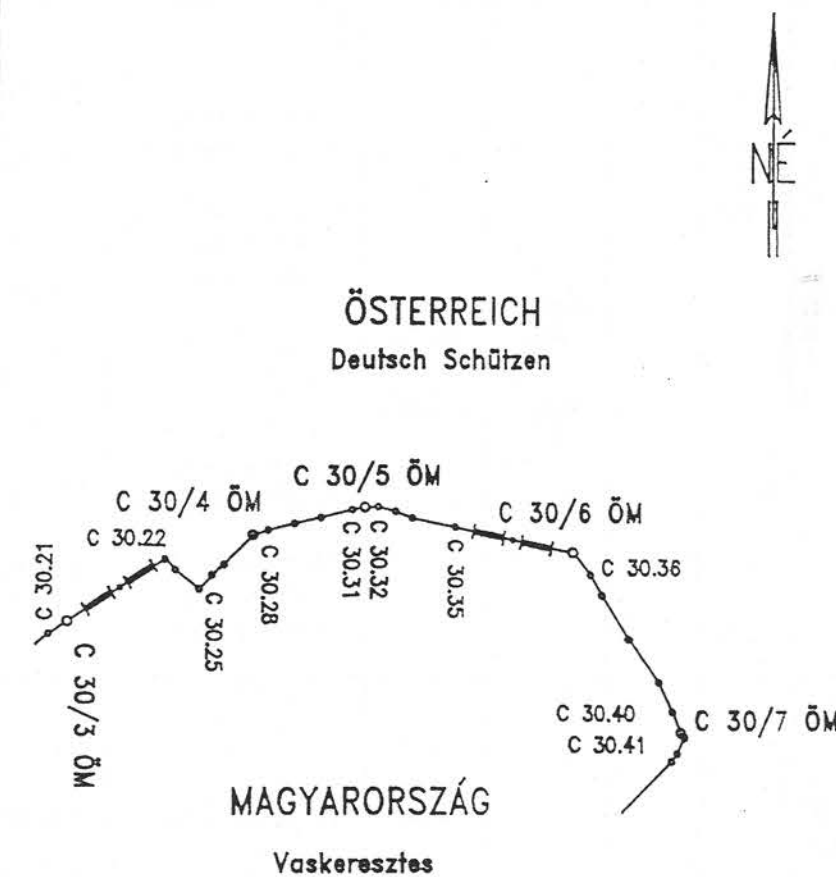 NÉ
ÖSTERREICH
Deutsch Schützen
C 30/5 ÖM
C 30/4 ÖM
C 30/6 ÖM
C 30.22
C 30.21
C 30.31
C 30.32
C 30.35
C 30.28
C 30.25
C 30.36
C 30/3 ÖM
C 30.40
C 30/7 ÖM
C 30.41
MAGYARORSZÁG
Vaskeresztes